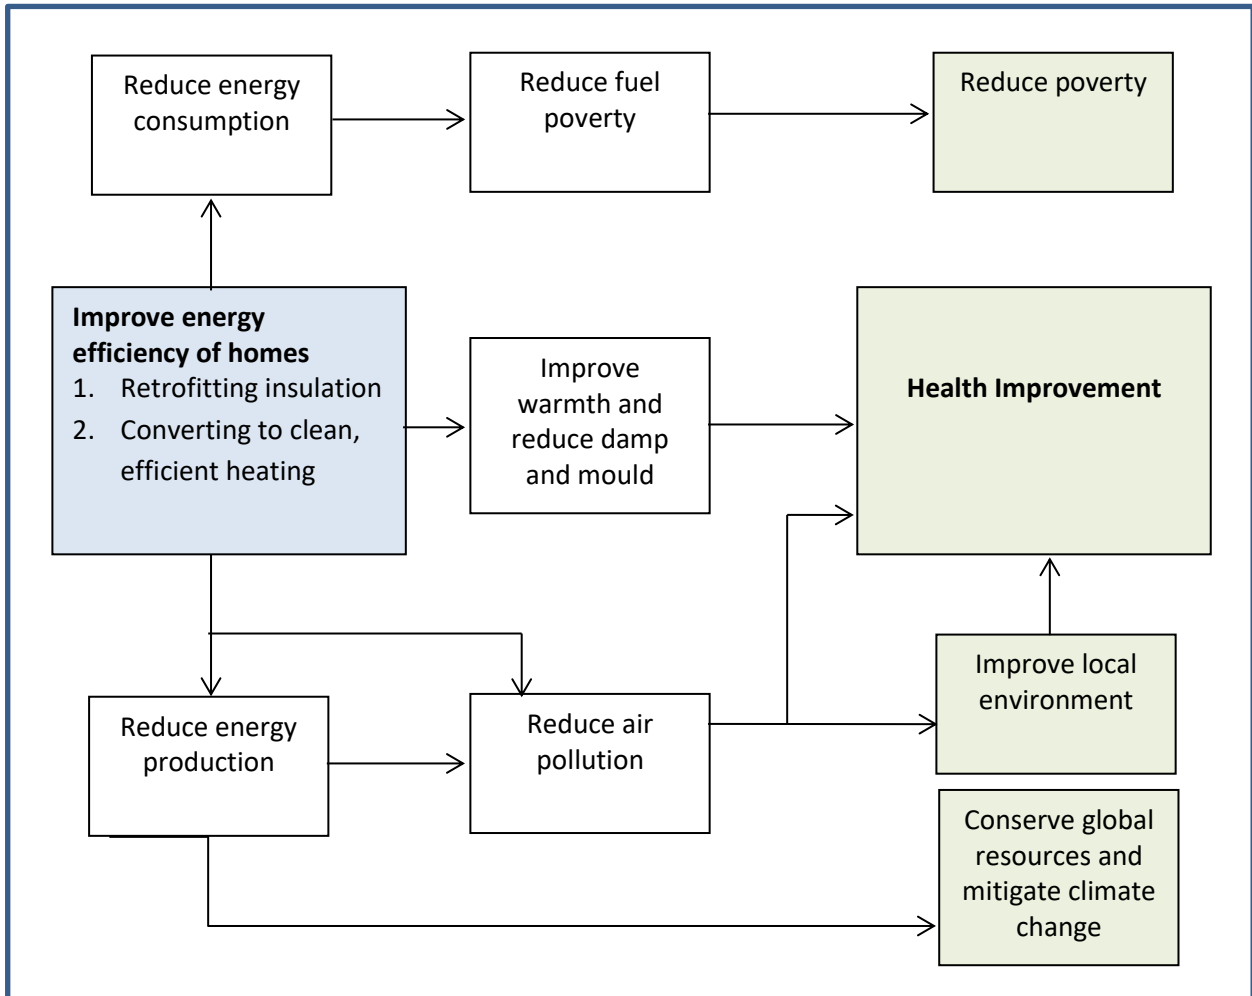 Reduce energy
consumption
Reduce fuel
poverty
Reduce poverty
Improve energy
efficiency of homes
1. Retrofitting insulation
2. Converting to clean,
efficient heating
Improve
warmth and
reduce damp
and mould
Health Improvement
Reduce energy
production
Reduce air
pollution
Improve local
environment
Conserve global
resources and
mitigate climate
change